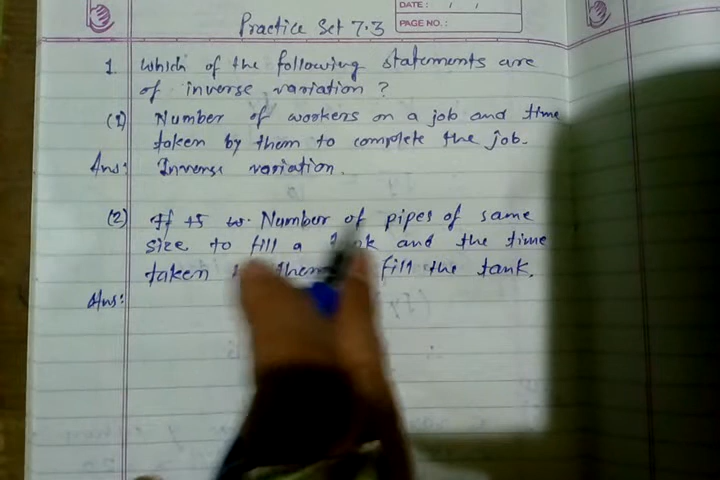 DATE: / /
PAGE NO.:
Practice Set 7.3
1. Which of the following statements are
of inverse variation ?
(1) Number of workers on a job and time
taken by them to complete the job.
Ans: Inverse variation.
(2) Number of pipes of same
size to fill a and the time
taken fill the tank.
Ans: